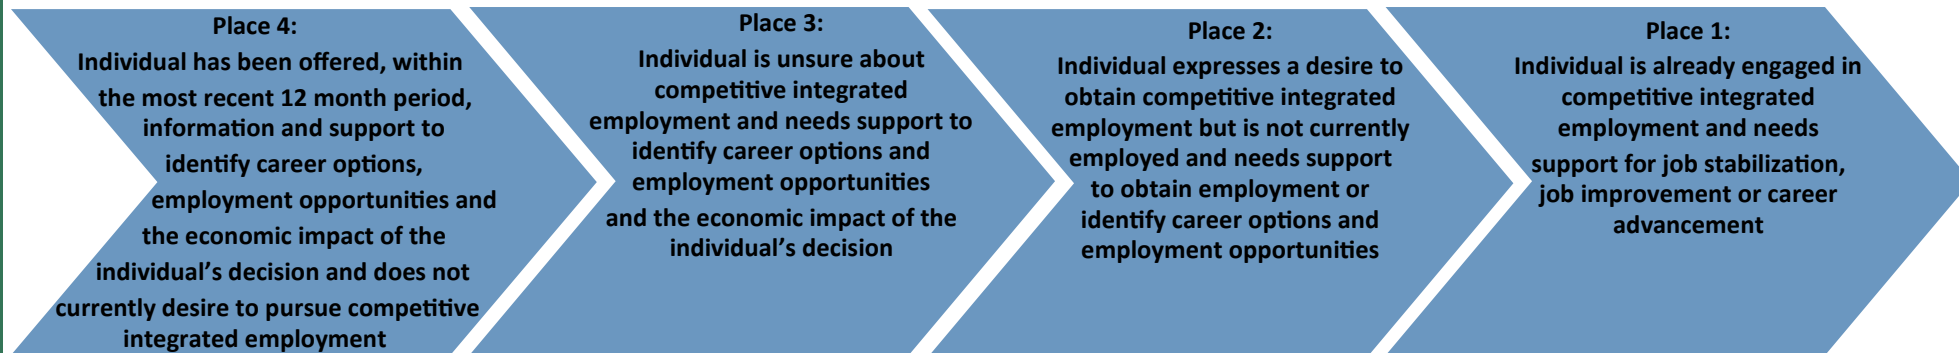 Place 4:
Individual has been offered, within
the most recent 12 month period,
information and support to
identify career options,
employment opportunities and
the economic impact of the
individual’s decision and does not
currently desire to pursue competitive
integrated employment
Place 3:
Individual is unsure about
competitive integrated
employment and needs support to
identify career options and
employment opportunities
and the economic impact of the
individual’s decision
Place 2:
Individual expresses a desire to
obtain competitive integrated
employment but is not currently
employed and needs support
to obtain employment or
identify career options and
employment opportunities
Place 1:
Individual is already engaged in
competitive integrated
employment and needs
support for job stabilization,
job improvement or career
advancement